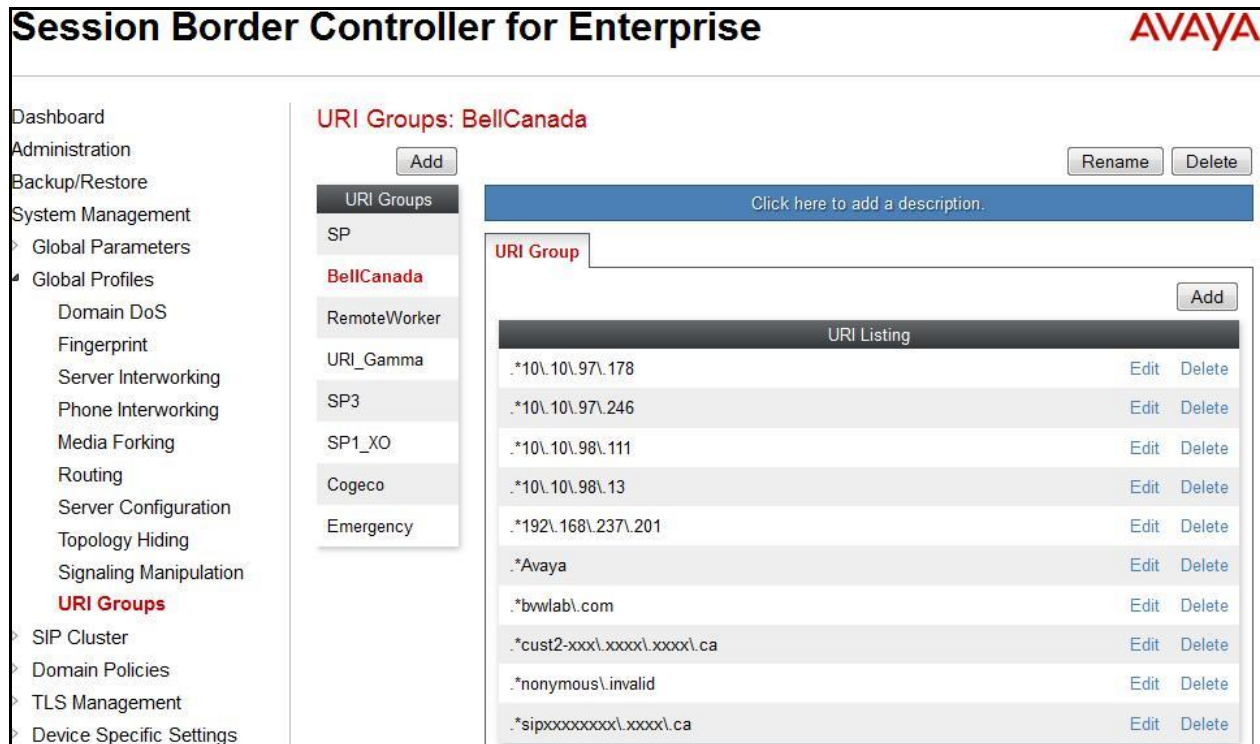 Session Border Controller for Enterprise
AVAYA
Dashboard
Administration
Backup/Restore
System Management
Global Parameters
Global Profiles
Domain DoS
Fingerprint
Server Interworking
Phone Interworking
Media Forking
Routing
Server Configuration
Topology Hiding
Signaling Manipulation
URI Groups
SIP Cluster
Domain Policies
TLS Management
Device Specific Settings
URI Groups: BellCanada
Add
Rename Delete
URI Groups
SP
BellCanada
RemoteWorker
URI_Gamma
SP3
SP1_XO
Cogeco
Emergency
Click here to add a description.
URI Group
Add
URI Listing
.*10\.10\.97\.178 Edit Delete
.*10\.10\.97\.246 Edit Delete
.*10\.10\.98\.111 Edit Delete
.*10\.10\.98\.13 Edit Delete
.*192\.168\.237\.201 Edit Delete
.*Avaya Edit Delete
.*bvwlab\.com Edit Delete
.*cust2-xxx\.xxxx\.xxxx\.ca Edit Delete
.*nonymous\.invalid Edit Delete
.*sipxxxxxxxx\.xxxx\.ca Edit Delete